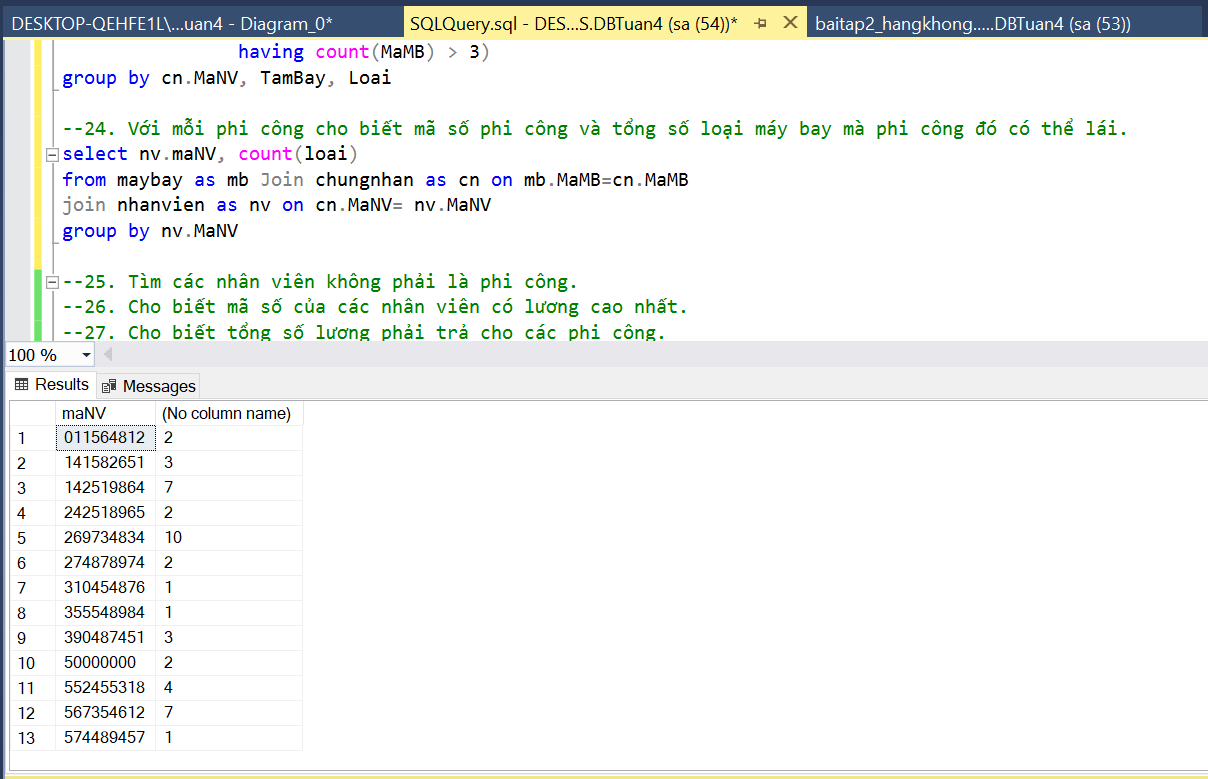 DESKTOP-QEHFE1L\...uan4 - Diagram_0*
SQLQuery.sql - DES...S.DBTuan4 (sa (54))*
baitap2_hangkhong.....DBTuan4 (sa (53))
having count(MaMB) > 3)
group by cn.MaNV, TamBay, Loai
--24. Với mỗi phi công cho biết mã số phi công và tổng số loại máy bay mà phi công đó có thể lái.
select nv.maNV, count(loai)
from maybay as mb Join chungnhan as cn on mb.MaMB=cn.MaMB
join nhanvien as nv on cn.MaNV= nv.MaNV
group by nv.MaNV
--25. Tìm các nhân viên không phải là phi công.
--26. Cho biết mã số của các nhân viên có lương cao nhất.
--27. Cho biết tổng số lương phải trả cho các phi công.
100 %
Results Messages
maNV (No column name)
1 011564812 2
2 141582651 3
3 142519864 7
4 242518965 2
5 269734834 10
6 274878974 2
7 310454876 1
8 355548984 1
9 390487451 3
10 50000000 2
11 552455318 4
12 567354612 7
13 574489457 1